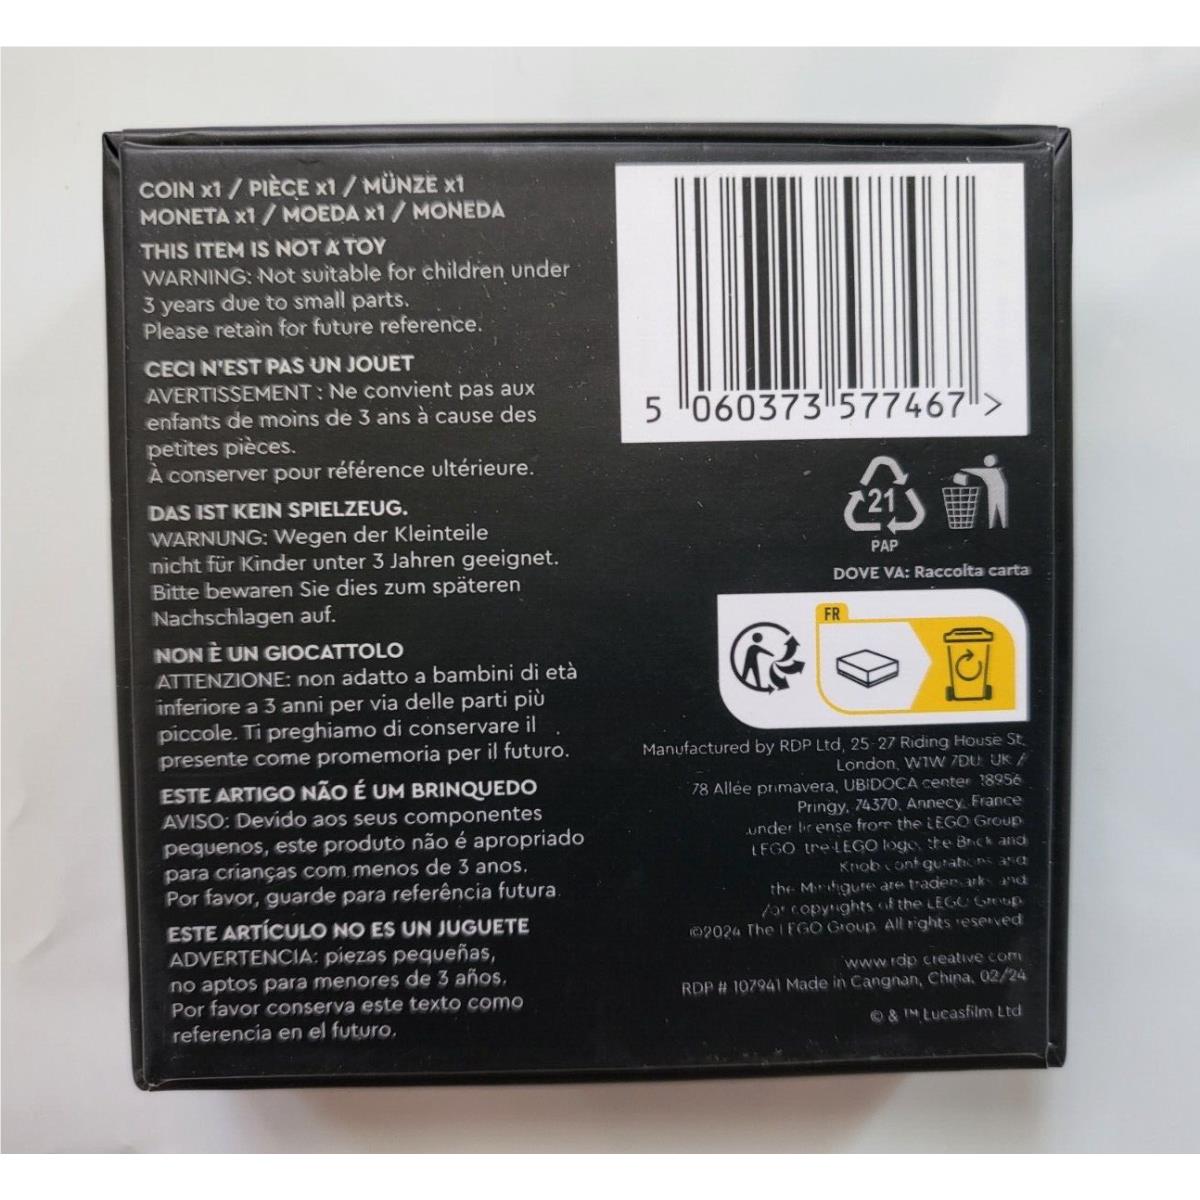 COIN x1 / PIÈCE x1 / MÜNZE x1
MONETA x1 / MOEDA x1 / MONEDA
THIS ITEM IS NOT A TOY
WARNING: Not suitable for children under
3 years due to small parts.
Please retain for future reference.
CECI N'EST PAS UN JOUET
AVERTISSEMENT : Ne convient pas aux
enfants de moins de 3 ans à cause des
petites pièces.
À conserver pour référence ultérieure.
DAS IST KEIN SPIELZEUG.
WARNUNG: Wegen der Kleinteile
nicht für Kinder unter 3 Jahren geeignet.
Bitte bewaren Sie dies zum späteren
Nachschlagen auf.
NON È UN GIOCATTOLO
ATTENZIONE: non adatto a bambini di età
inferiore a 3 anni per via delle parti più
piccole. Ti preghiamo di conservare il
presente come promemoria per il futuro.
ESTE ARTIGO NÃO É UM BRINQUEDO
AVISO: Devido aos seus componentes
pequenos, este produto não é apropriado
para crianças com menos de 3 anos.
Por favor, guarde para referência futura.
ESTE ARTÍCULO NO ES UN JUGUETE
ADVERTENCIA: piezas pequeñas,
no aptos para menores de 3 años.
Por favor conserva este texto como
referencia en el futuro.
5 060373 577467 >
21
PAP
DOVE VA: Raccolta carta
FR
Manufactured by RDP Ltd, 25-27 Riding House St,
London, W1W 7DU. UK /
78 Allée primavera, UBIDOCA center 18956
Pringy, 74370, Annecy, France
under license from the LEGO Group.
LEGO, the LEGO logo, the Brick and
Knob configurations and
the Minifigure are trademarks and
/or copyrights of the LEGO Group.
©2024 The LEGO Group. All rights reserved
www.rdp-creative.com
RDP # 107941 Made in Cangnan, China. 02/24
© & ™ Lucasfilm Ltd